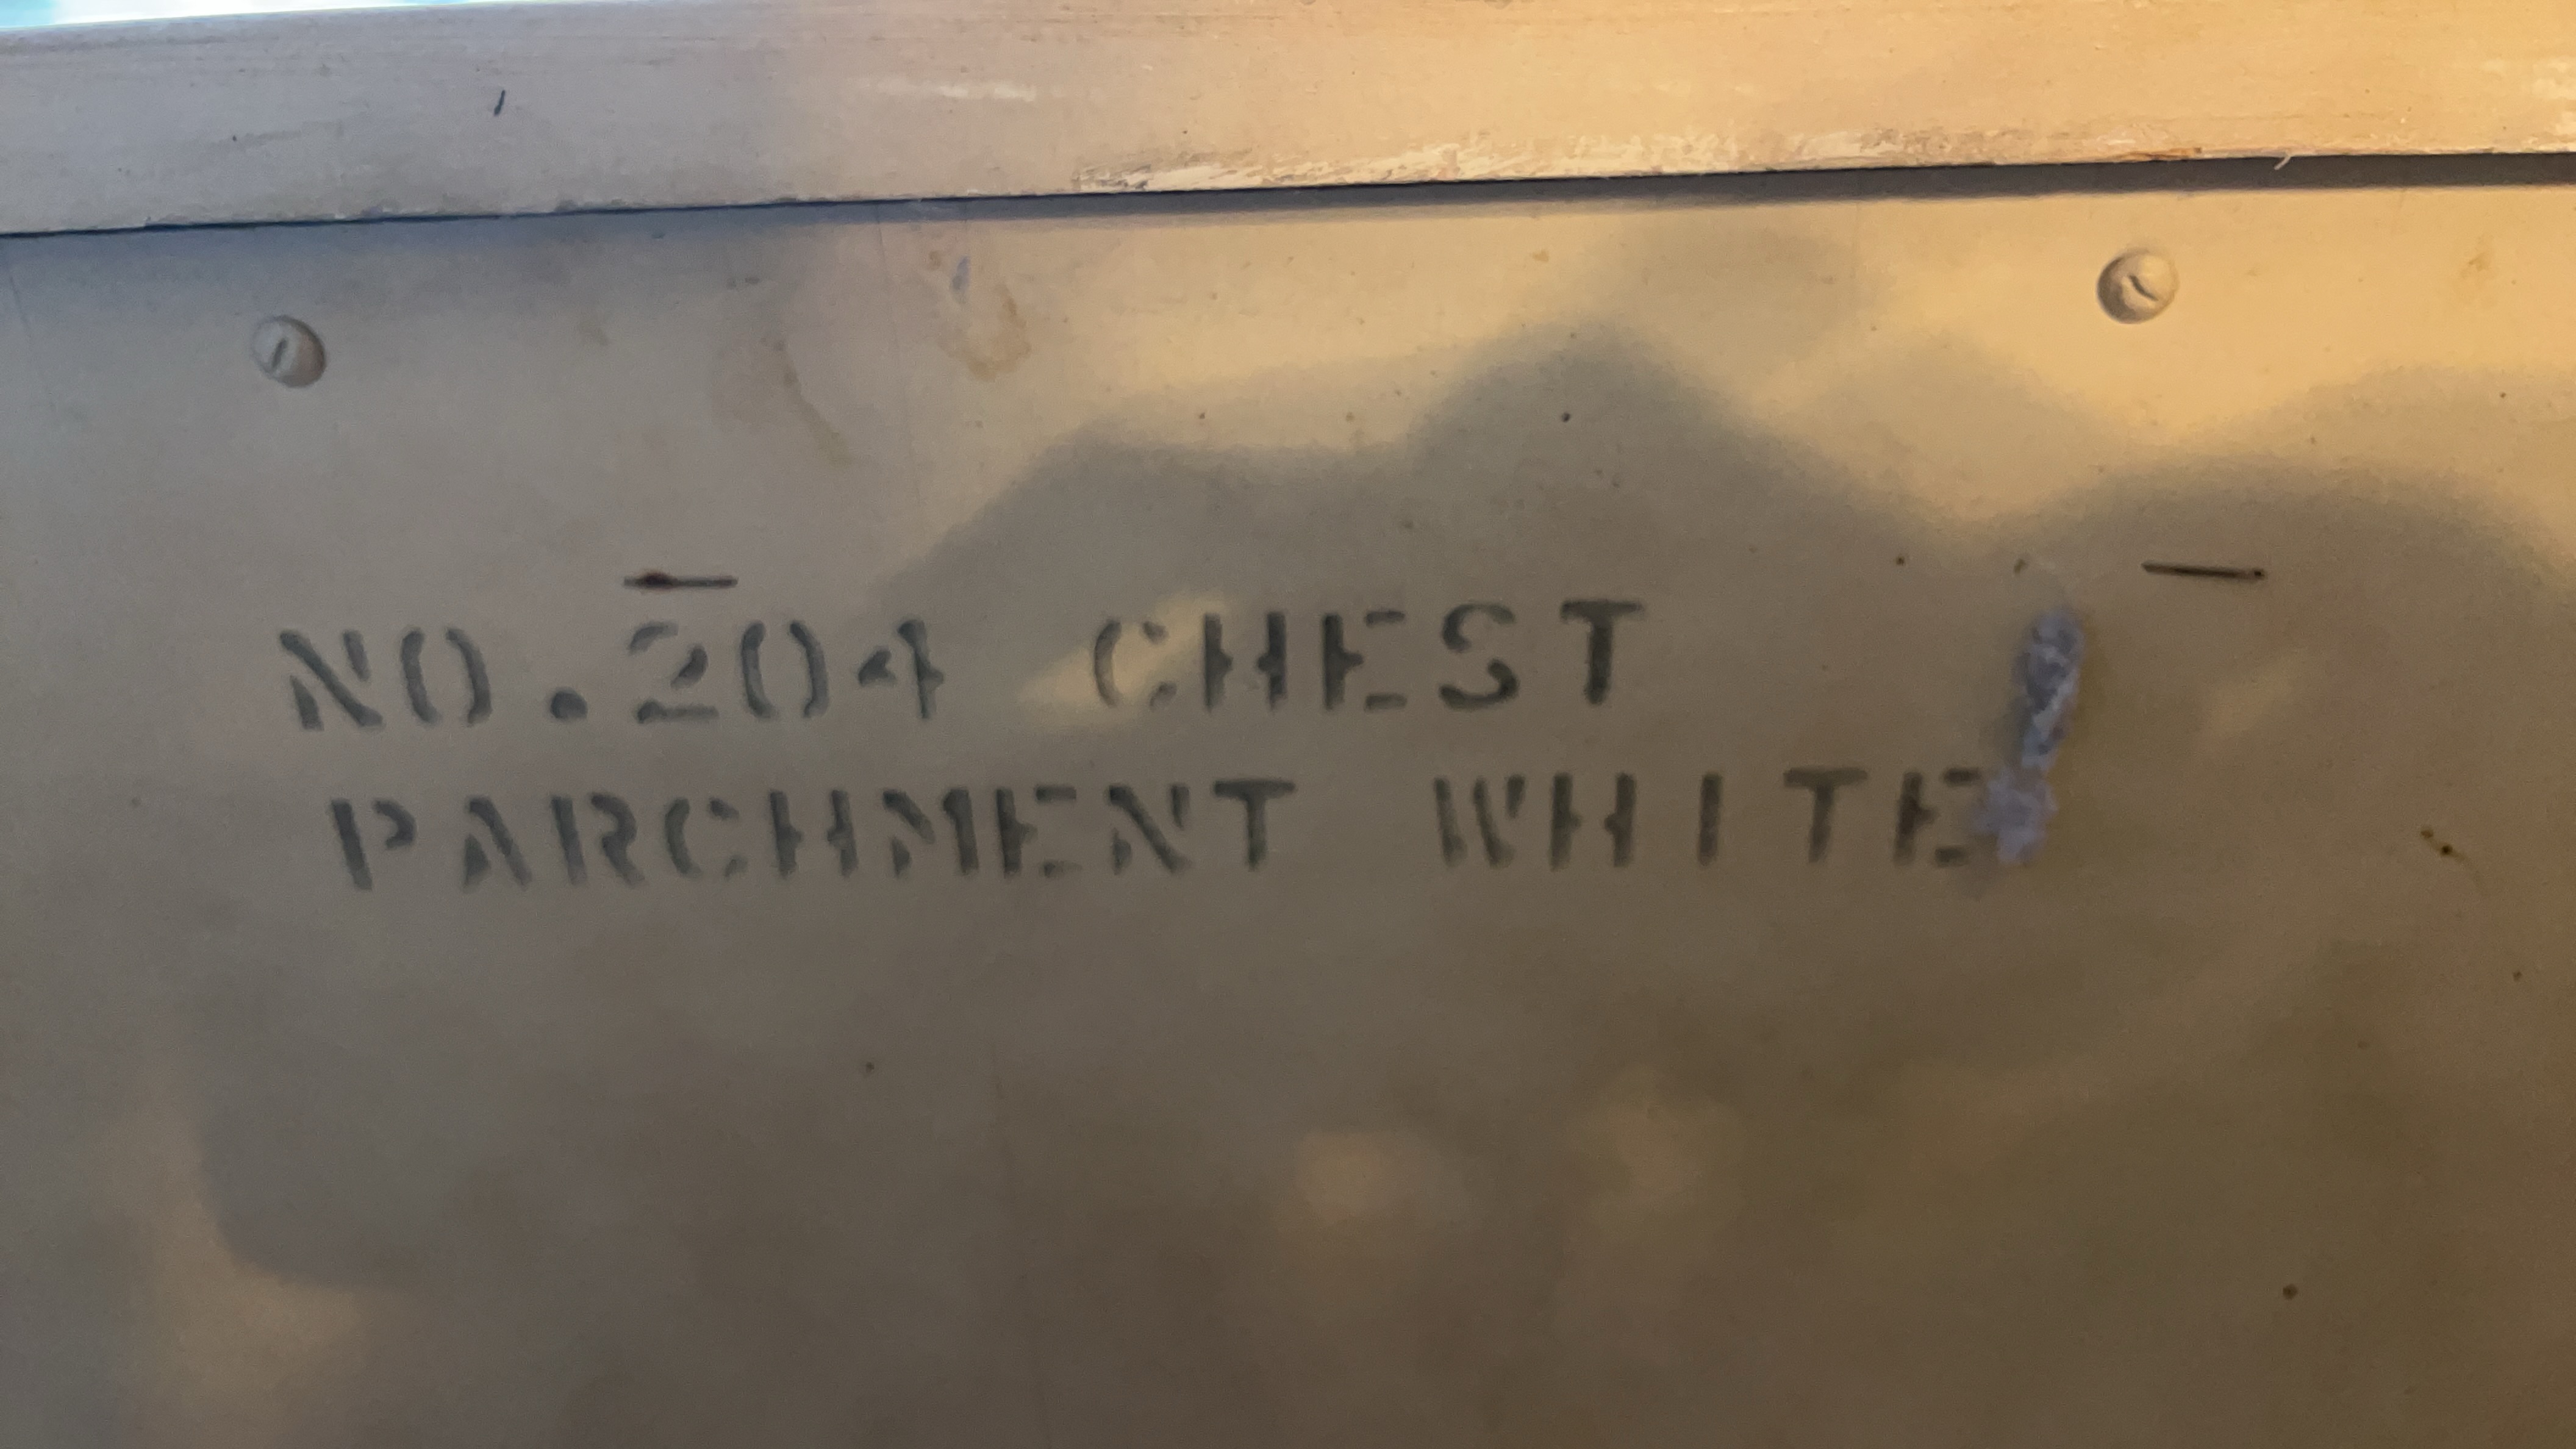 NO.204 CHEST
PARCHMENT WHITE